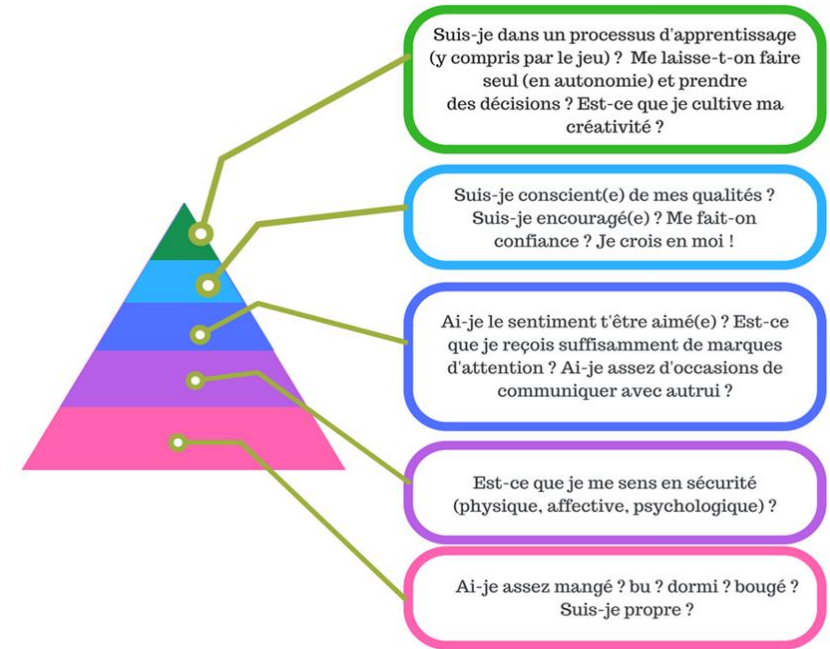 Suis-je dans un processus d'apprentissage
(y compris par le jeu) ? Me laisse-t-on faire
seul (en autonomie) et prendre
des décisions ? Est-ce que je cultive ma
créativité ?
Suis-je conscient(e) de mes qualités ?
Suis-je encouragé(e) ? Me fait-on
confiance ? Je crois en moi !
Ai-je le sentiment t'être aimé(e) ? Est-ce
que je reçois suffisamment de marques
d'attention ? Ai-je assez d'occasions de
communiquer avec autrui ?
Est-ce que je me sens en sécurité
(physique, affective, psychologique) ?
Ai-je assez mangé ? bu ? dormi ? bougé ?
Suis-je propre ?